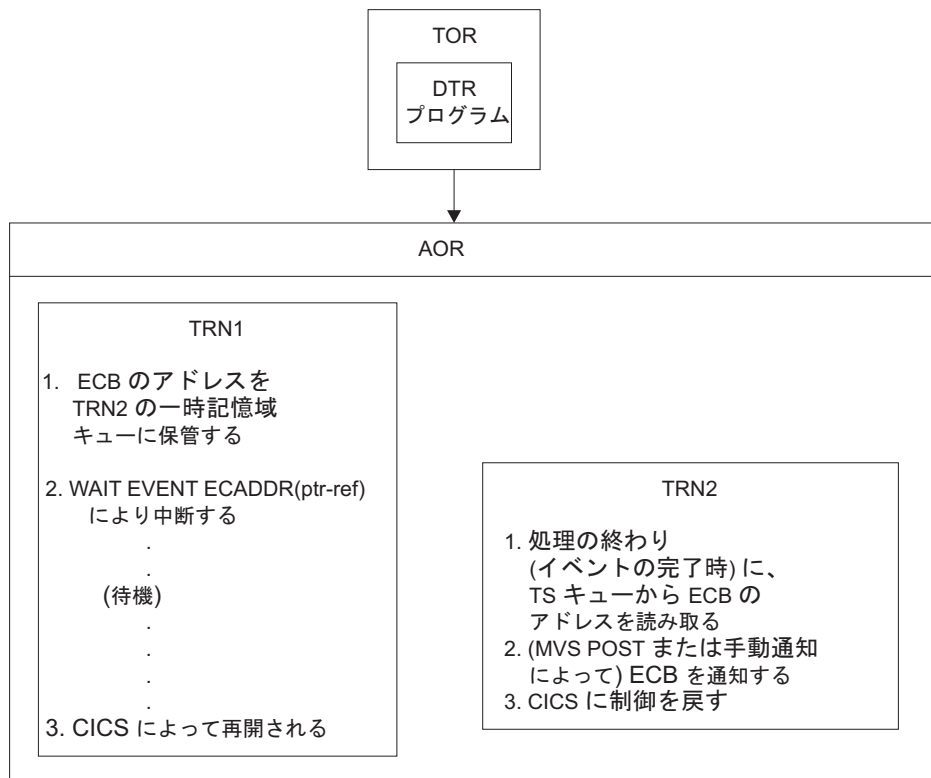 TOR
DTR
プログラム
AOR
TRN1
1. ECB のアドレスを
TRN2 の一時記憶域
キューに保管する
2. WAIT EVENT ECADDR(ptr-ref)
により中断する
.
.
(待機)
.
.
.
.
3. CICS によって再開される
TRN2
1. 処理の終わり
(イベントの完了時) に、
TS キューから ECB の
アドレスを読み取る
2. (MVS POST または手動通知
によって) ECB を通知する
3. CICS に制御を戻す